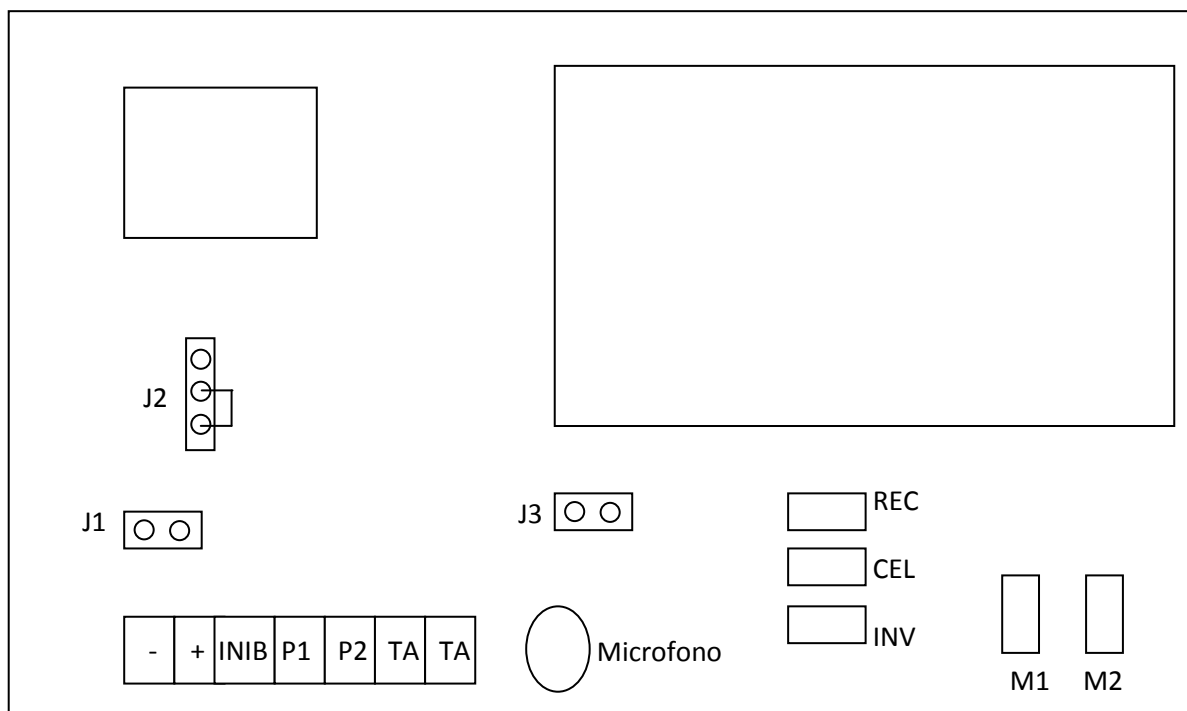 J2
J1
J3
REC
CEL
INV
- + INIB P1 P2 TA TA
Microfono
M1 M2